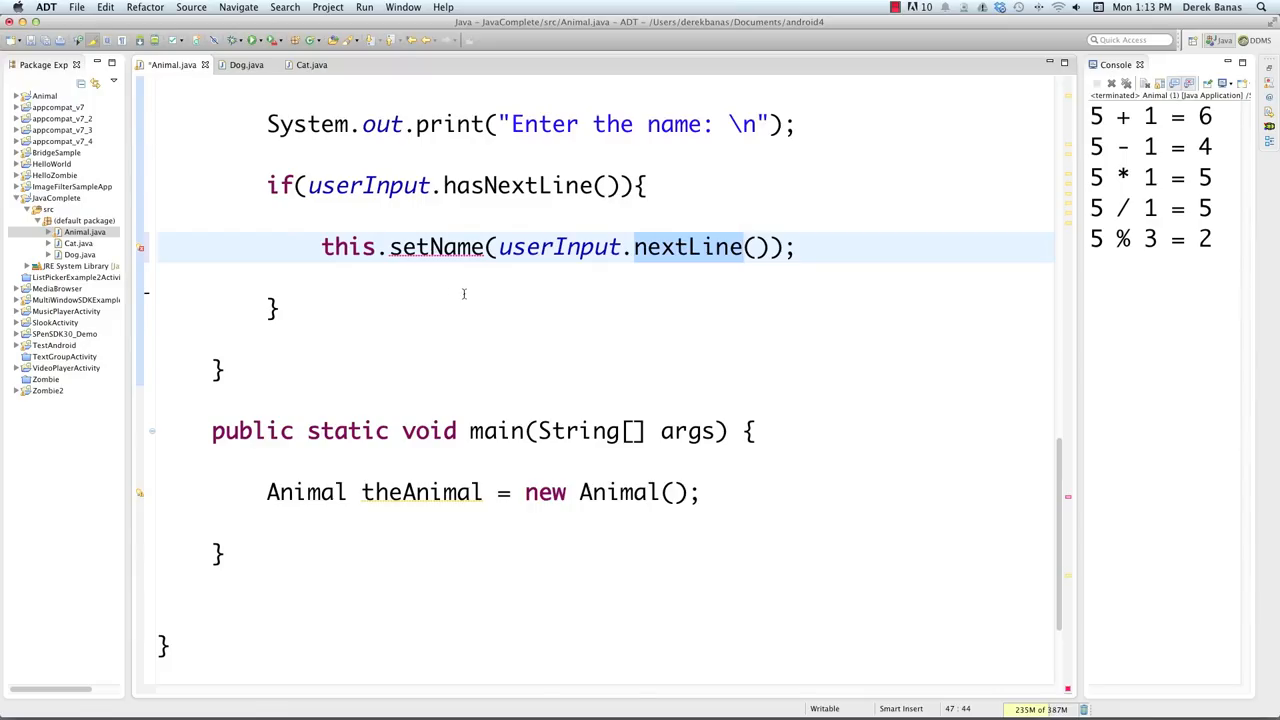 ADT File Edit Refactor Source Navigate Search Project Run Window Help
10 Mon 1:13 PM Derek Banas
Java – JavaComplete/src/Animal.java – ADT – /Users/derekbanas/Documents/android4
Quick Access Java DDMS
Package Exp
*Animal.java Dog.java Cat.java
Console
Animal
appcompat_v7
appcompat_v7_2
appcompat_v7_3
appcompat_v7_4
BridgeSample
HelloWorld
HelloZombie
ImageFilterSampleApp
JavaComplete
src
(default package)
Animal.java
Cat.java
Dog.java
JRE System Library [Ja
ListPickerExample2Activi
MediaBrowser
MultiWindowSDKExample
MusicPlayerActivity
SlookActivity
SPenSDK30_Demo
TestAndroid
TextGroupActivity
VideoPlayerActivity
Zombie
Zombie2
System.out.print("Enter the name: \n");
if(userInput.hasNextLine()){
this.setName(userInput.nextLine());
}
}
public static void main(String[] args) {
Animal theAnimal = new Animal();
}
}
<terminated> Animal (1) [Java Application] /S
5 + 1 = 6
5 - 1 = 4
5 * 1 = 5
5 / 1 = 5
5 % 3 = 2
Writable Smart Insert 47 : 44 235M of 387M